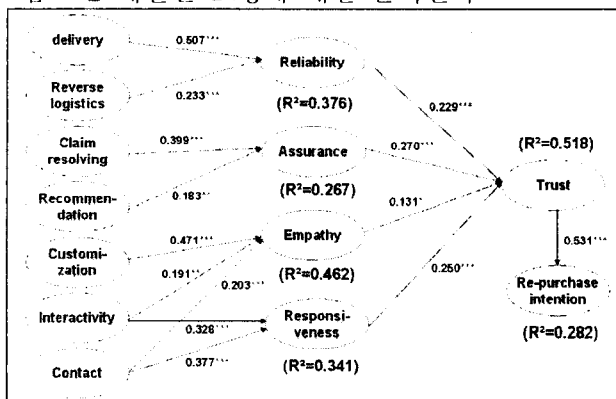 delivery
0.507***
Reliability
Reverse
logistics
0.233***
(R²=0.376)
0.229***
Claim
resolving
0.399***
Assurance
0.270***
(R²=0.518)
Recommen-
dation
0.183**
(R²=0.267)
Trust
0.131*
Customi-
zation
0.471***
Empathy
0.531***
0.191**
(R²=0.462)
0.203***
0.250***
Interactivity
0.328***
Responsi-
veness
Re-purchase
intention
Contact
0.377***
(R²=0.341)
(R²=0.282)